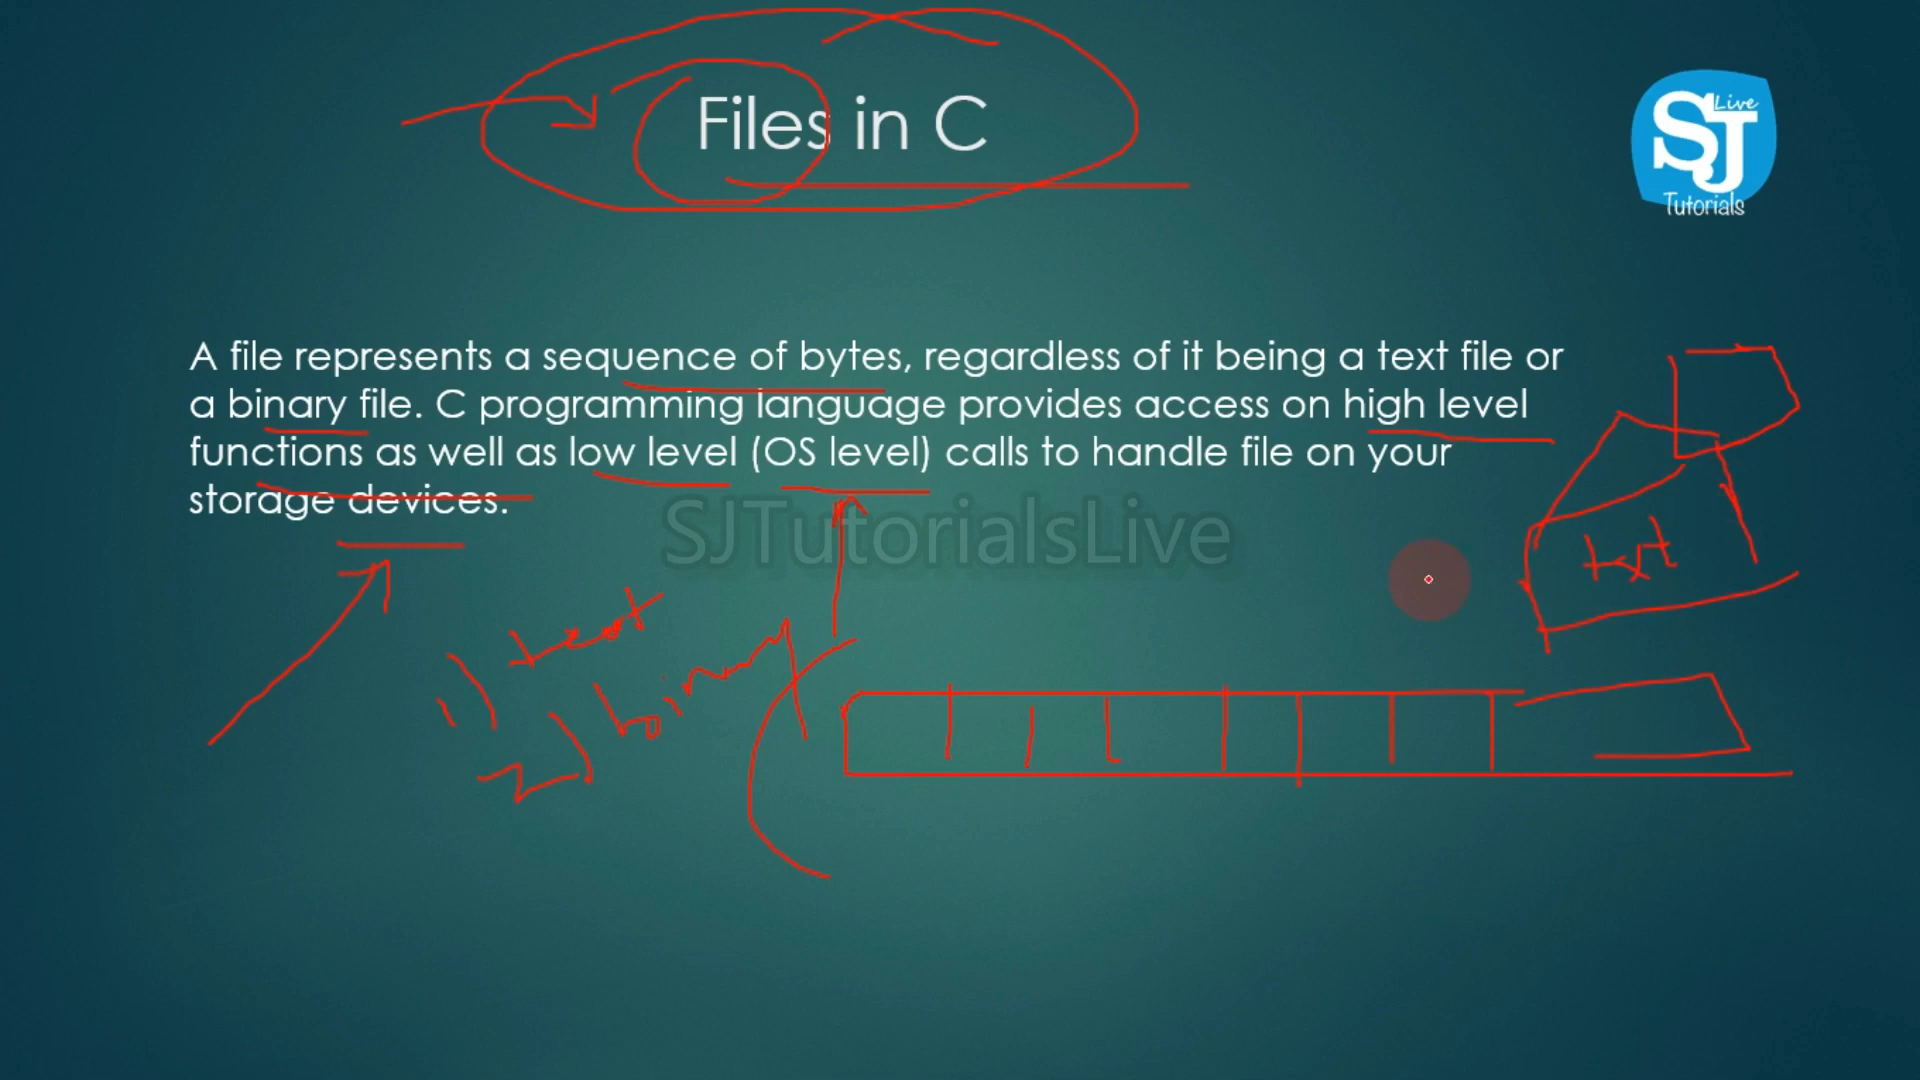 Files in C
Live
SJ
Tutorials
A file represents a sequence of bytes, regardless of it being a text file or
a binary file. C programming language provides access on high level
functions as well as low level (OS level) calls to handle file on your
storage devices.
SJTutorialsLive
txt
1) text
2) binary